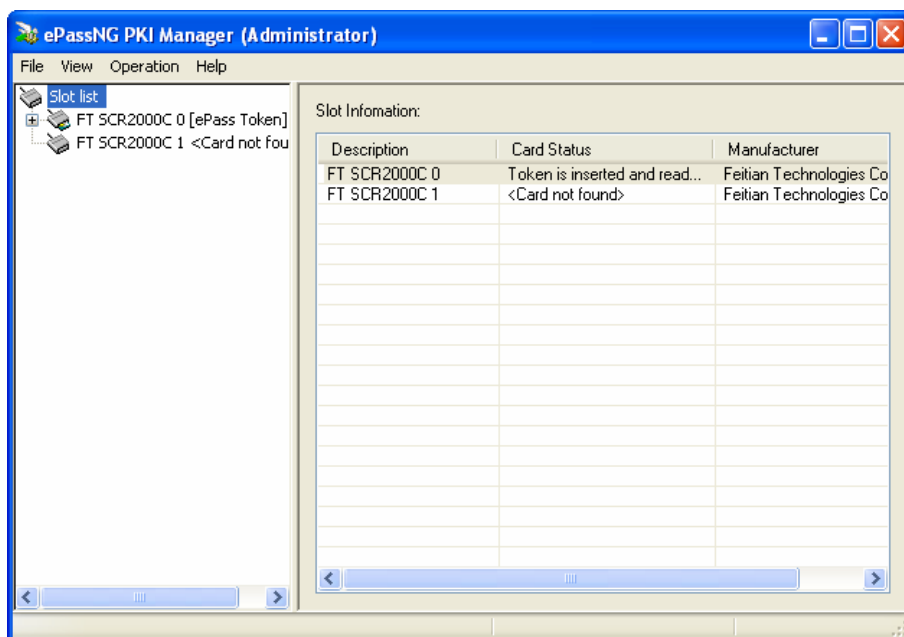 ePassNG PKI Manager (Administrator)
File View Operation Help
Slot list
FT SCR2000C 0 [ePass Token]
FT SCR2000C 1 <Card not fou
Slot Infomation:
Description Card Status Manufacturer
FT SCR2000C 0 Token is inserted and read... Feitian Technologies Co
FT SCR2000C 1 <Card not found> Feitian Technologies Co